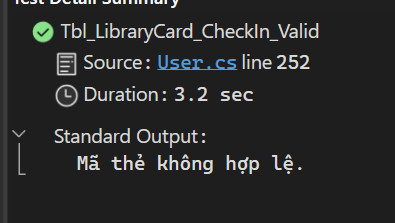 Test Detail Summary
Tbl_LibraryCard_CheckIn_Valid
Source: User.cs line 252
Duration: 3.2 sec
Standard Output:
Mã thẻ không hợp lệ.